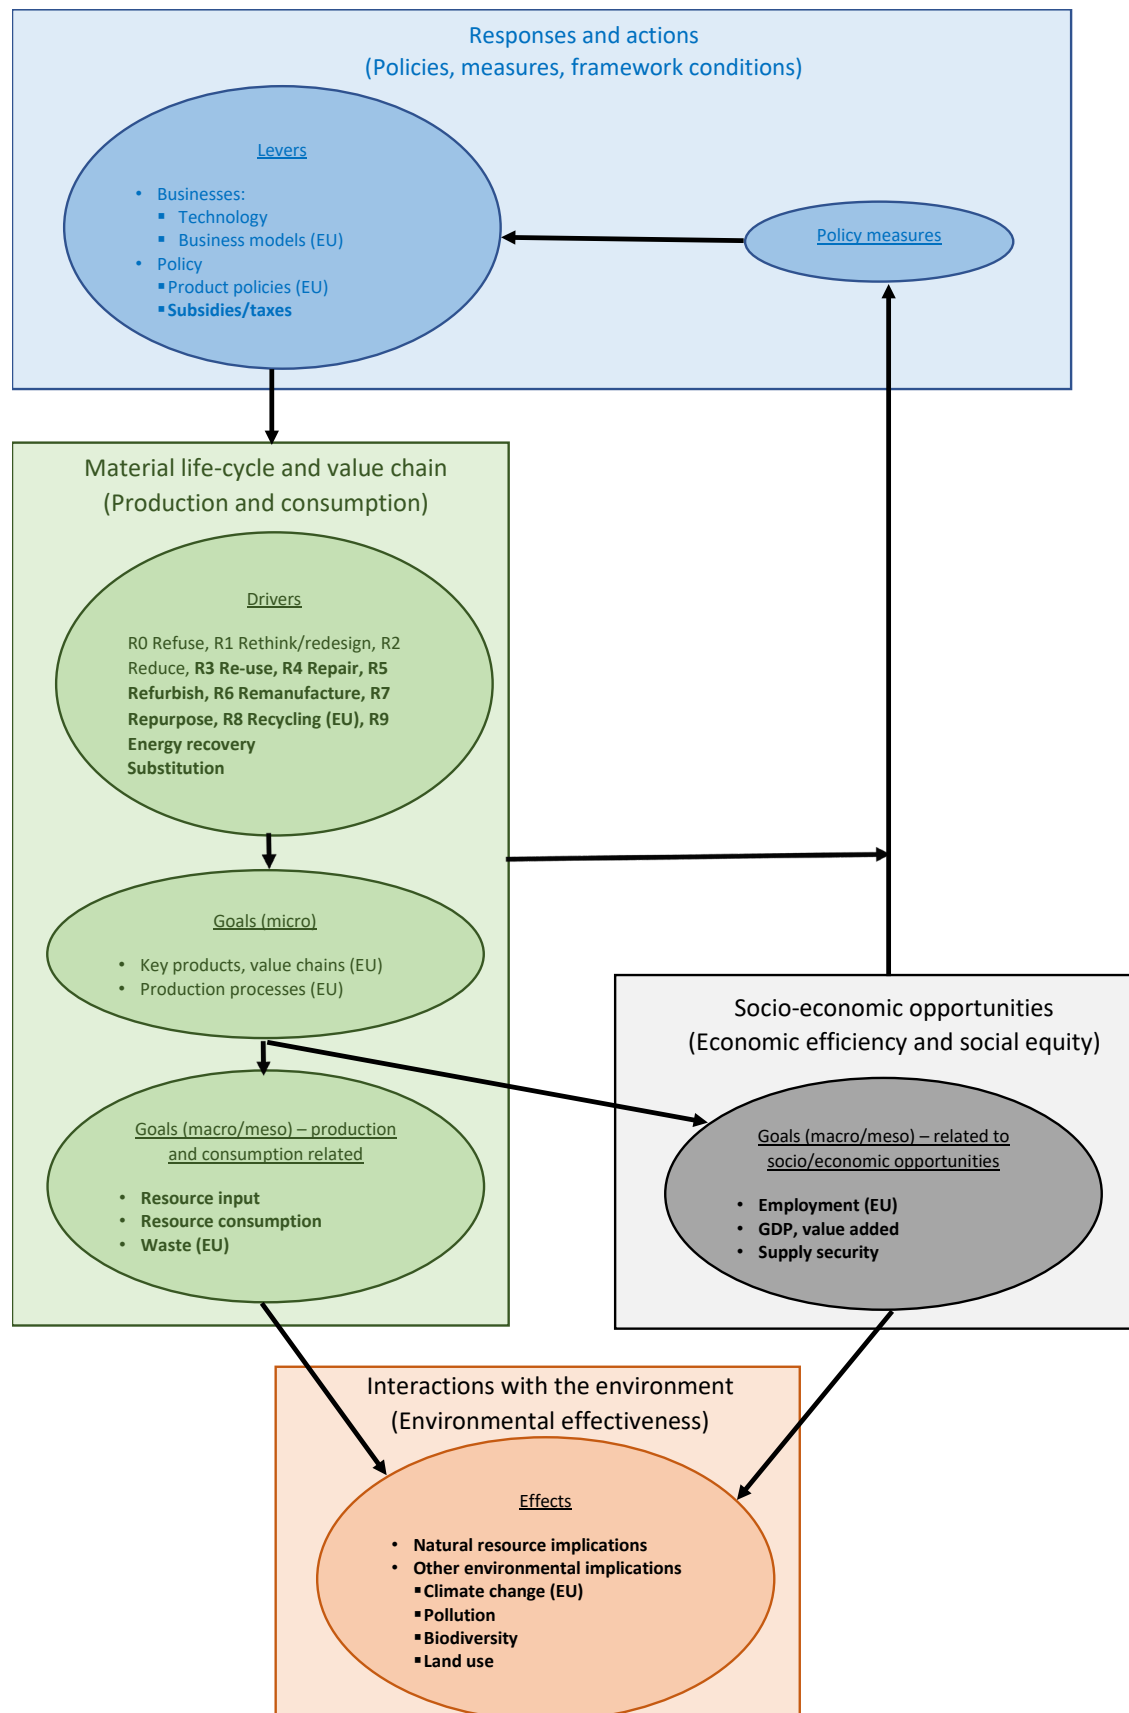 Responses and actions
(Policies, measures, framework conditions)
Levers
• Businesses:
▪ Technology
▪ Business models (EU)
• Policy
▪Product policies (EU)
▪Subsidies/taxes
Policy measures
Material life-cycle and value chain
(Production and consumption)
Drivers
R0 Refuse, R1 Rethink/redesign, R2
Reduce, R3 Re-use, R4 Repair, R5
Refurbish, R6 Remanufacture, R7
Repurpose, R8 Recycling (EU), R9
Energy recovery
Substitution
Goals (micro)
• Key products, value chains (EU)
• Production processes (EU)
Goals (macro/meso) – production
and consumption related
• Resource input
• Resource consumption
• Waste (EU)
Socio-economic opportunities
(Economic efficiency and social equity)
Goals (macro/meso) – related to
socio/economic opportunities
• Employment (EU)
• GDP, value added
• Supply security
Interactions with the environment
(Environmental effectiveness)
Effects
• Natural resource implications
• Other environmental implications
▪Climate change (EU)
▪Pollution
▪Biodiversity
▪Land use